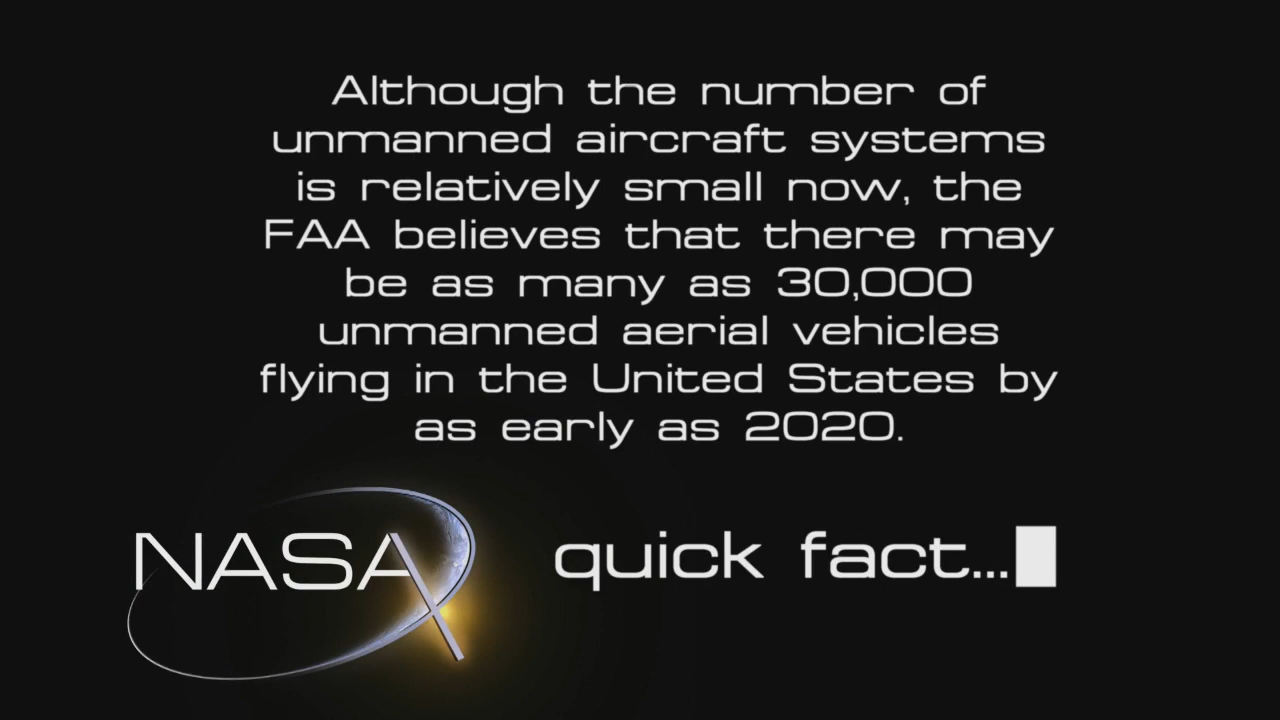 Although the number of
unmanned aircraft systems
is relatively small now, the
FAA believes that there may
be as many as 30,000
unmanned aerial vehicles
flying in the United States by
as early as 2020.
NASA quick fact...